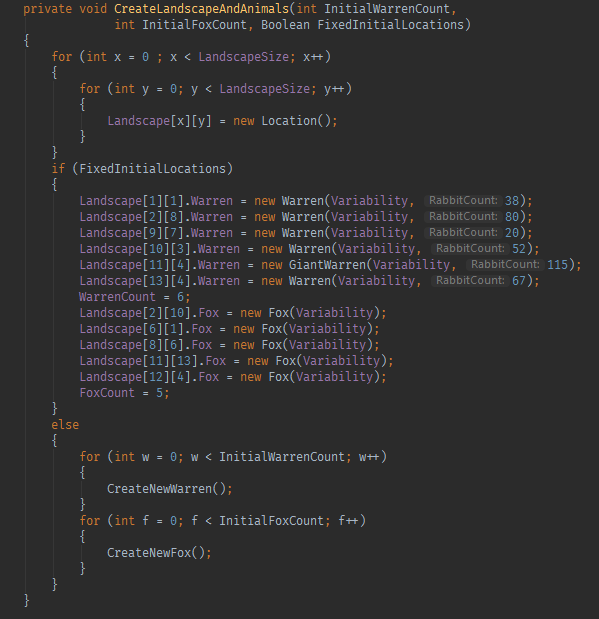 private void CreateLandscapeAndAnimals(int InitialWarrenCount,
            int InitialFoxCount, Boolean FixedInitialLocations)
{
    for (int x = 0 ; x < LandscapeSize; x++)
    {
        for (int y = 0; y < LandscapeSize; y++)
        {
            Landscape[x][y] = new Location();
        }
    }
    if (FixedInitialLocations)
    {
        Landscape[1][1].Warren = new Warren(Variability, RabbitCount: 38);
        Landscape[2][8].Warren = new Warren(Variability, RabbitCount: 80);
        Landscape[9][7].Warren = new Warren(Variability, RabbitCount: 20);
        Landscape[10][3].Warren = new Warren(Variability, RabbitCount: 52);
        Landscape[11][4].Warren = new GiantWarren(Variability, RabbitCount: 115);
        Landscape[13][4].Warren = new Warren(Variability, RabbitCount: 67);
        WarrenCount = 6;
        Landscape[2][10].Fox = new Fox(Variability);
        Landscape[6][1].Fox = new Fox(Variability);
        Landscape[8][6].Fox = new Fox(Variability);
        Landscape[11][13].Fox = new Fox(Variability);
        Landscape[12][4].Fox = new Fox(Variability);
        FoxCount = 5;
    }
    else
    {
        for (int w = 0; w < InitialWarrenCount; w++)
        {
            CreateNewWarren();
        }
        for (int f = 0; f < InitialFoxCount; f++)
        {
            CreateNewFox();
        }
    }
}